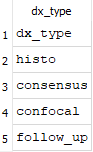 dx_type
1 dx_type
2 histo
3 consensus
4 confocal
5 follow_up